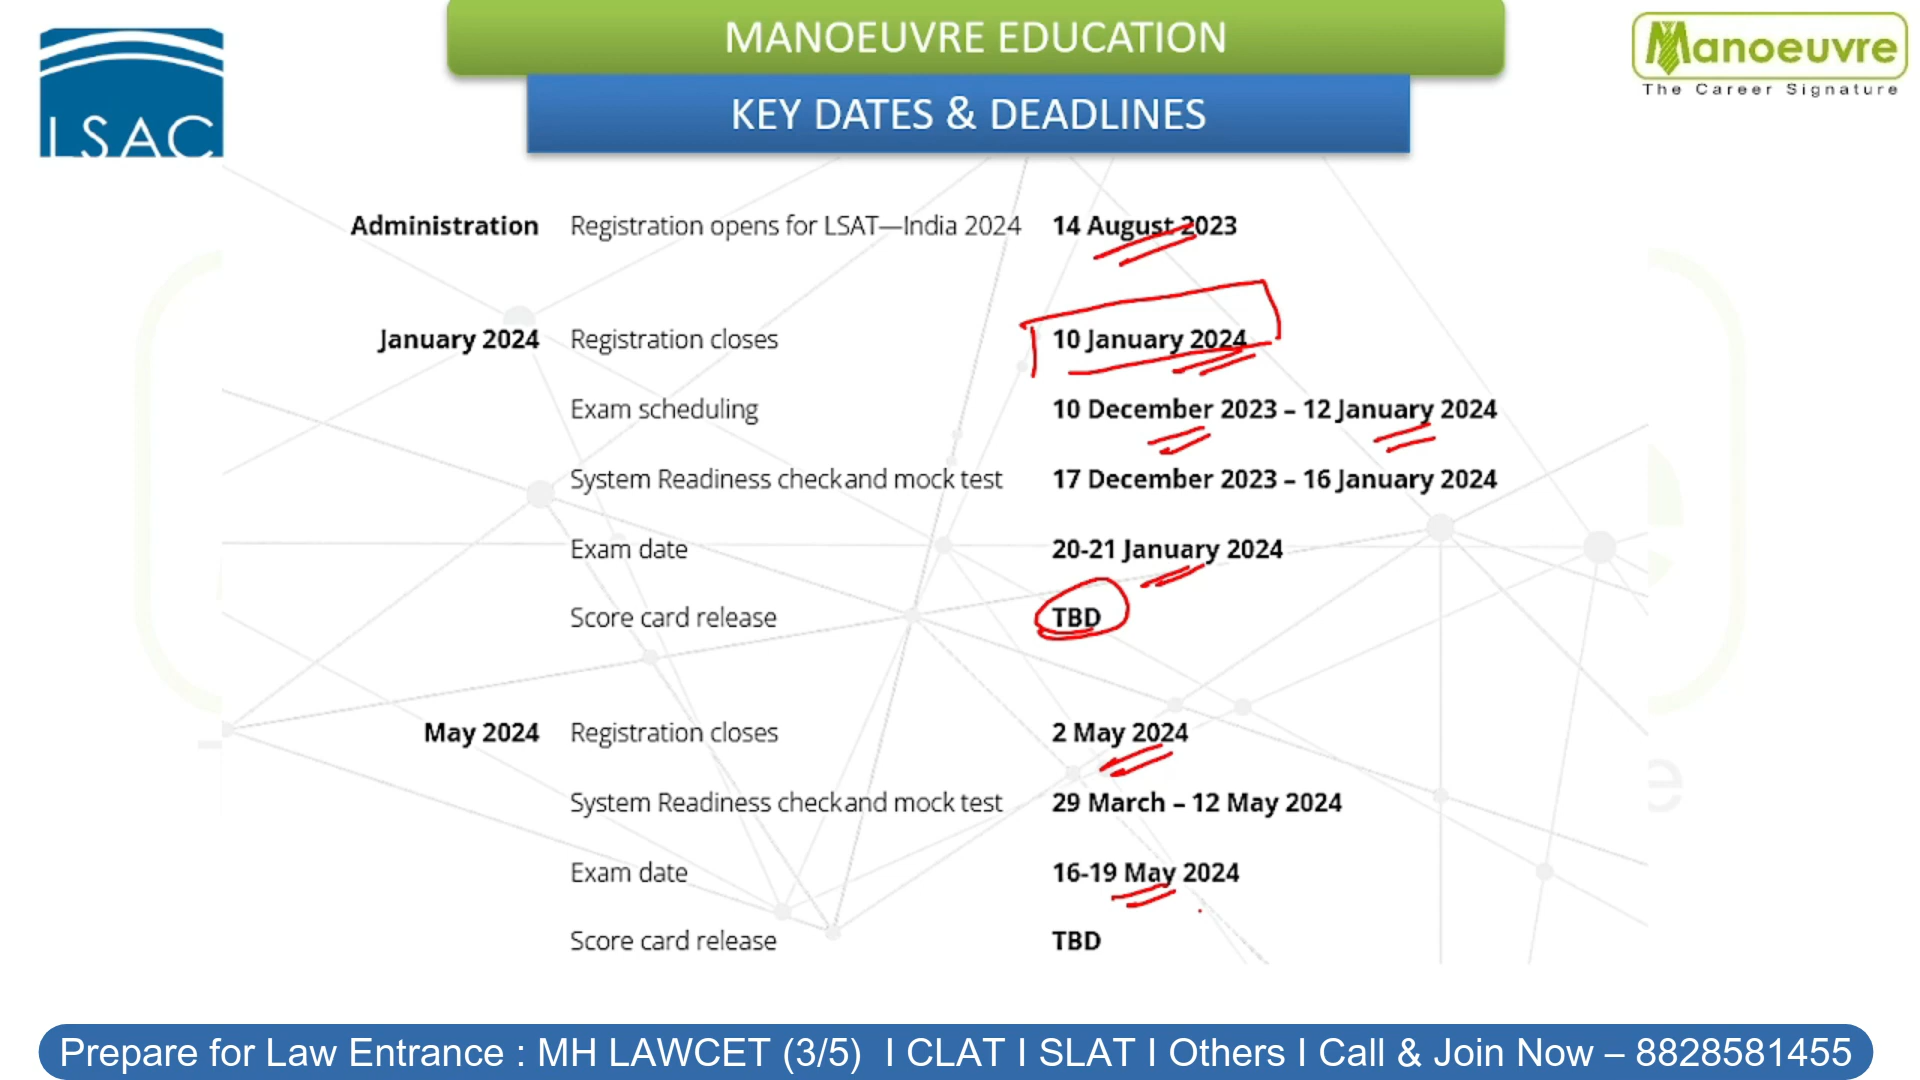 MANOEUVRE EDUCATION
LSAC
Manoeuvre
The Career Signature
KEY DATES & DEADLINES
Administration Registration opens for LSAT—India 2024 14 August 2023
January 2024 Registration closes 10 January 2024
Exam scheduling 10 December 2023 – 12 January 2024
System Readiness check and mock test 17 December 2023 – 16 January 2024
Exam date 20-21 January 2024
Score card release TBD
May 2024 Registration closes 2 May 2024
System Readiness check and mock test 29 March – 12 May 2024
Exam date 16-19 May 2024
Score card release TBD
Prepare for Law Entrance : MH LAWCET (3/5) I CLAT I SLAT I Others I Call & Join Now – 8828581455